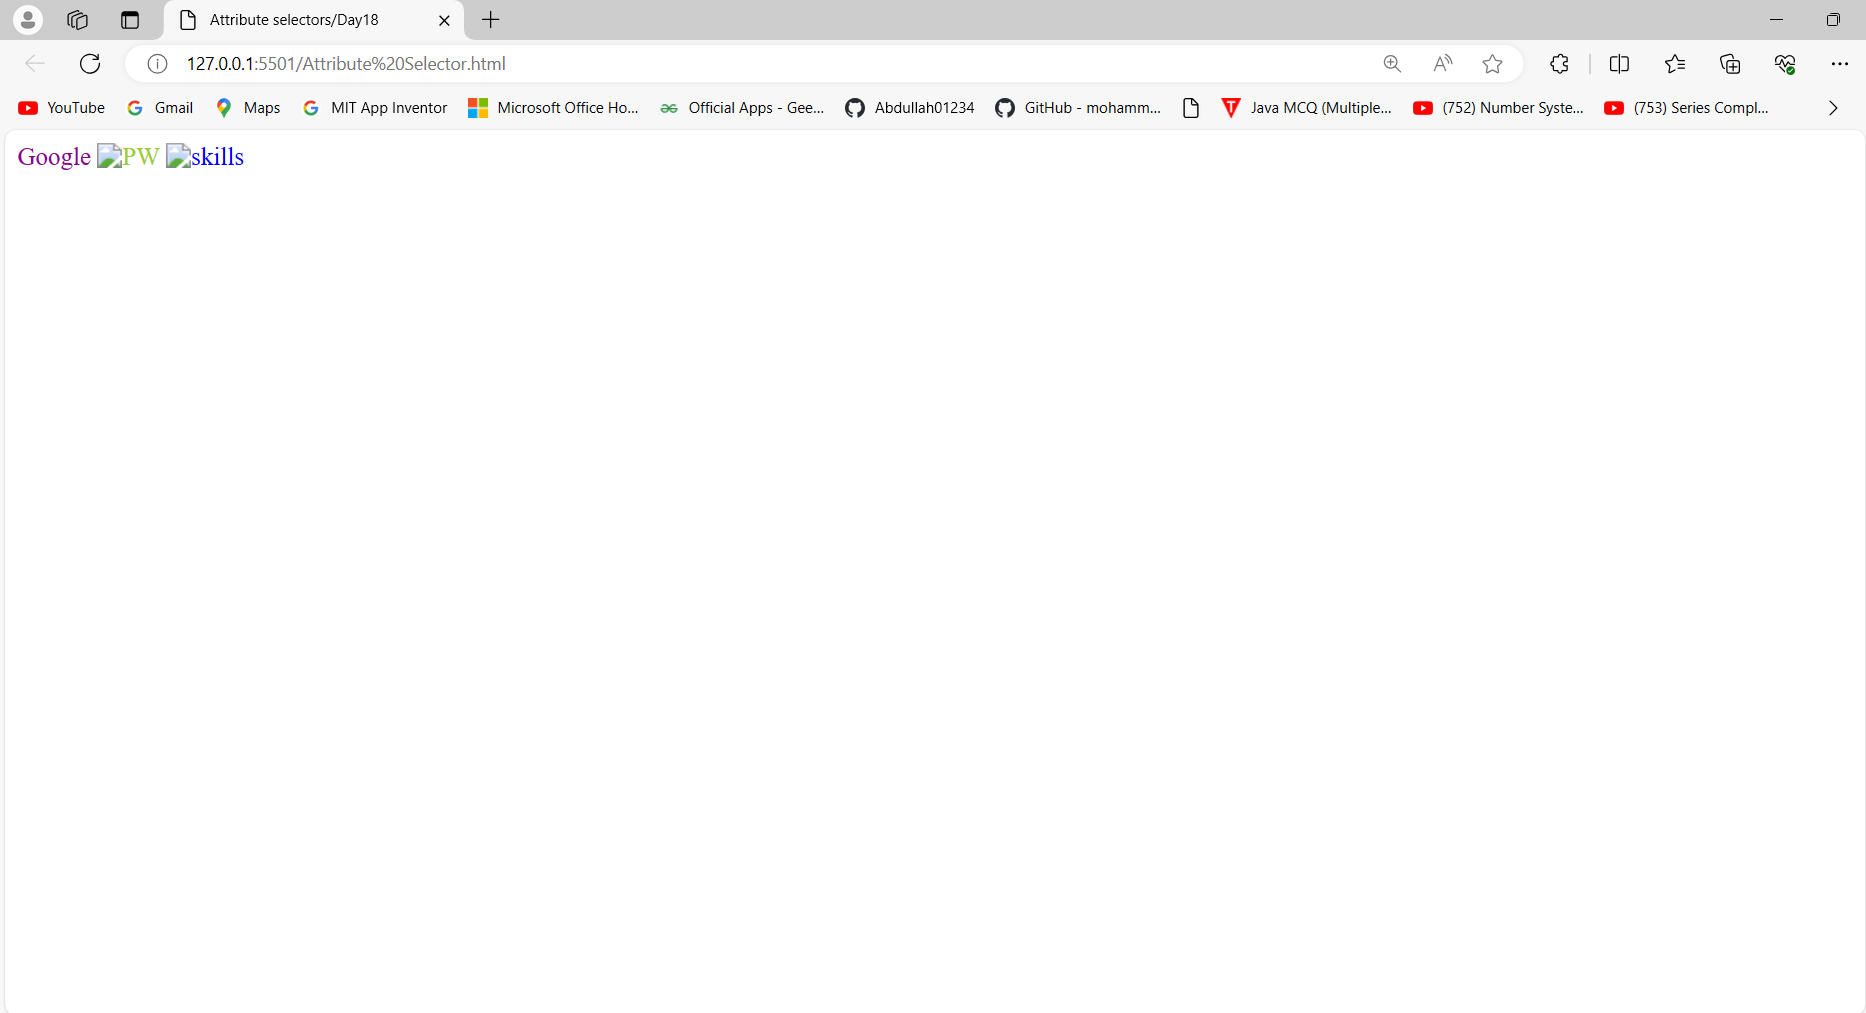 Attribute selectors/Day18
127.0.0.1:5501/Attribute%20Selector.html
YouTube Gmail Maps MIT App Inventor Microsoft Office Ho... Official Apps - Gee... Abdullah01234 GitHub - mohamm... Java MCQ (Multiple... (752) Number Syste... (753) Series Compl...
Google PW skills